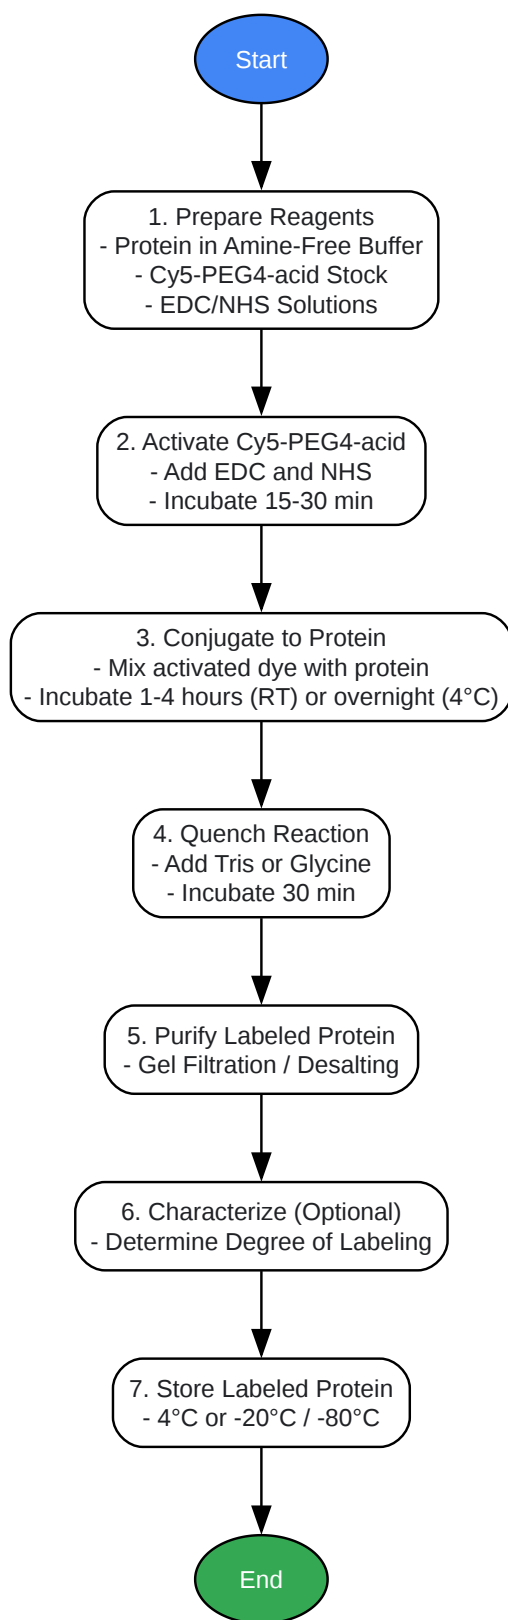 Start
1. Prepare Reagents
- Protein in Amine-Free Buffer
- Cy5-PEG4-acid Stock
- EDC/NHS Solutions
2. Activate Cy5-PEG4-acid
- Add EDC and NHS
- Incubate 15-30 min
3. Conjugate to Protein
- Mix activated dye with protein
- Incubate 1-4 hours (RT) or overnight (4°C)
4. Quench Reaction
- Add Tris or Glycine
- Incubate 30 min
5. Purify Labeled Protein
- Gel Filtration / Desalting
6. Characterize (Optional)
- Determine Degree of Labeling
7. Store Labeled Protein
- 4°C or -20°C / -80°C
End